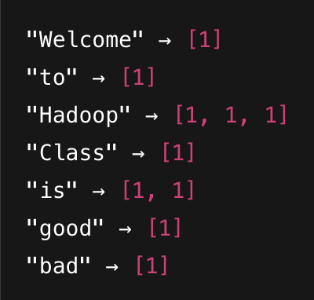 "Welcome" → [1]
"to" → [1]
"Hadoop" → [1, 1, 1]
"Class" → [1]
"is" → [1, 1]
"good" → [1]
"bad" → [1]